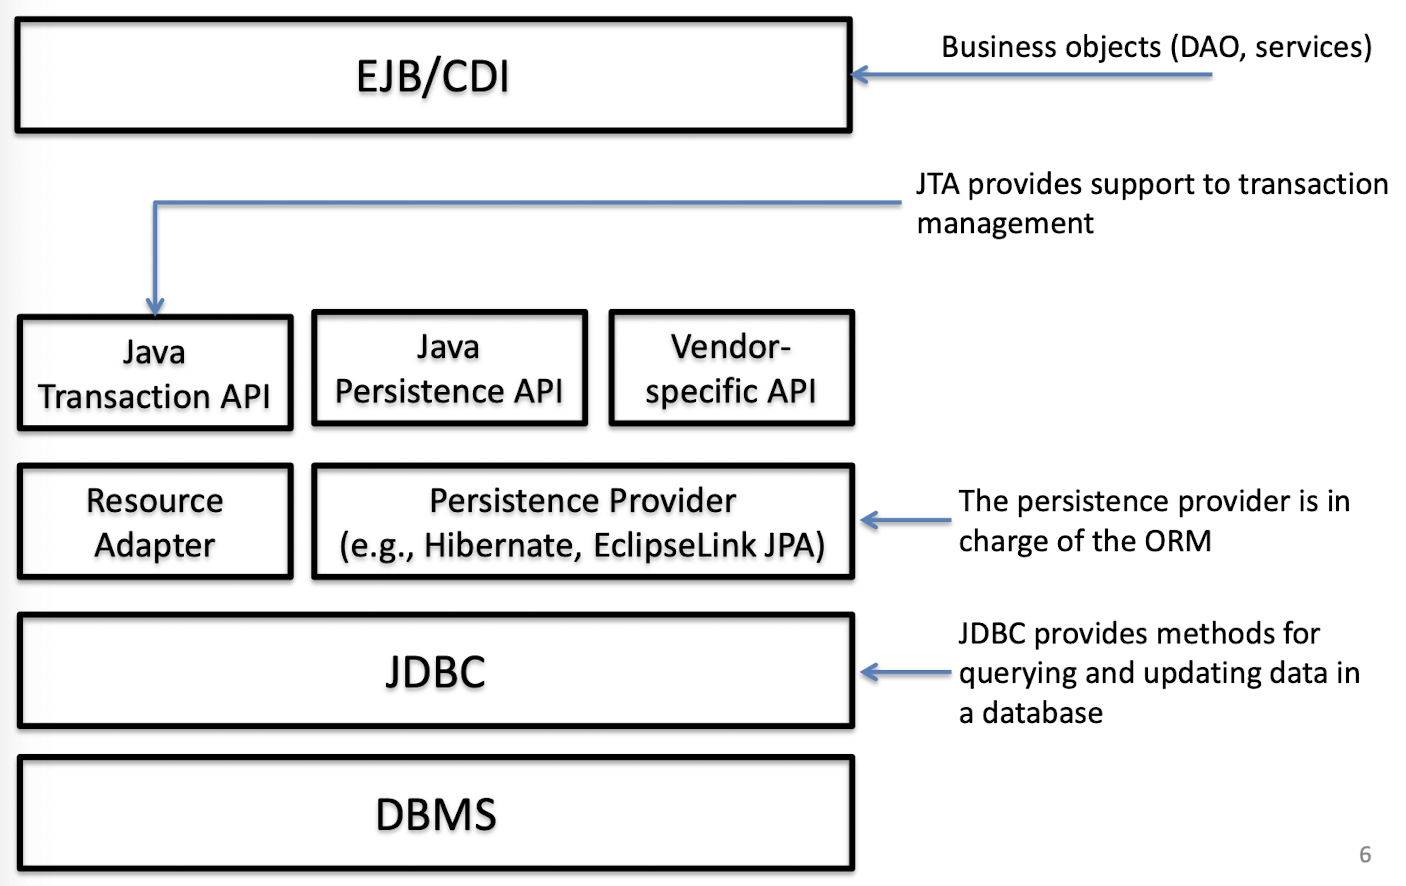 EJB/CDI
Business objects (DAO, services)
JTA provides support to transaction
management
Java
Transaction API
Java
Persistence API
Vendor-
specific API
Resource
Adapter
Persistence Provider
(e.g., Hibernate, EclipseLink JPA)
The persistence provider is in
charge of the ORM
JDBC
JDBC provides methods for
querying and updating data in
a database
DBMS
6